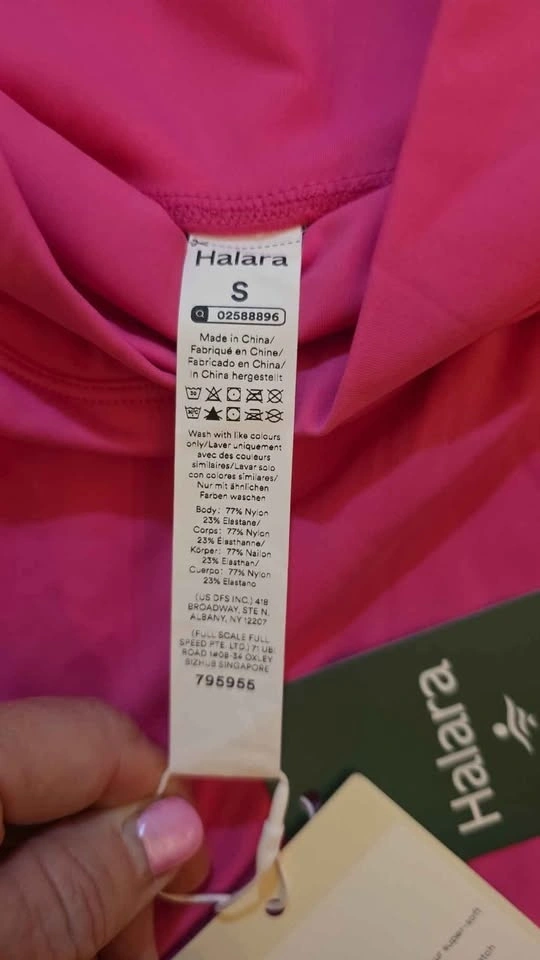 Halara
S
02588896
Made in China/
Fabriqué en Chine/
Fabricado en China/
in China hergestellt
Wash with like colours
only/Laver uniquement
avec des couleurs
similaires/Lavar solo
con colores similares/
Nur mit ähnlichen
Farben waschen
Body: 77% Nylon
23% Elastane/
Corps: 77% Nylon
23% Élasthanne/
Körper: 77% Nailon
23% Elasthan/
Cuerpo: 77% Nylon
23% Elastano
(US DFS INC.) 418
BROADWAY, STE N,
ALBANY, NY 12207
(FULL SCALE FULL
SPEED PTE. LTD.) 71 UBI
ROAD 1#08-34 OXLEY
BIZHUB SINGAPORE
795955
Halara
super-soft